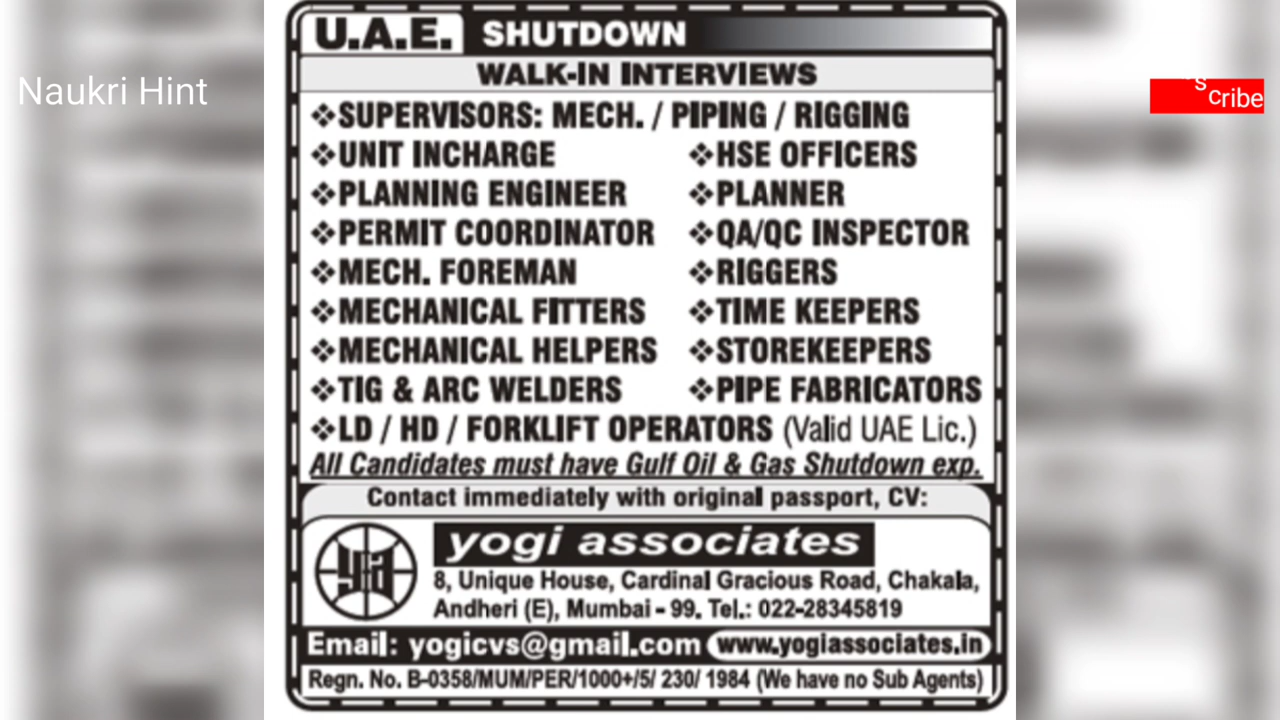 U.A.E. SHUTDOWN
WALK-IN INTERVIEWS
Naukri Hint
scribe
❖SUPERVISORS: MECH. / PIPING / RIGGING
❖UNIT INCHARGE ❖HSE OFFICERS
❖PLANNING ENGINEER ❖PLANNER
❖PERMIT COORDINATOR ❖QA/QC INSPECTOR
❖MECH. FOREMAN ❖RIGGERS
❖MECHANICAL FITTERS ❖TIME KEEPERS
❖MECHANICAL HELPERS ❖STOREKEEPERS
❖TIG & ARC WELDERS ❖PIPE FABRICATORS
❖LD / HD / FORKLIFT OPERATORS (Valid UAE Lic.)
All Candidates must have Gulf Oil & Gas Shutdown exp.
Contact immediately with original passport, CV:
yogi associates
8, Unique House, Cardinal Gracious Road, Chakala,
Andheri (E), Mumbai - 99. Tel.: 022-28345819
Email: yogicvs@gmail.com www.yogiassociates.in
Regn. No. B-0358/MUM/PER/1000+/5/ 230/ 1984 (We have no Sub Agents)